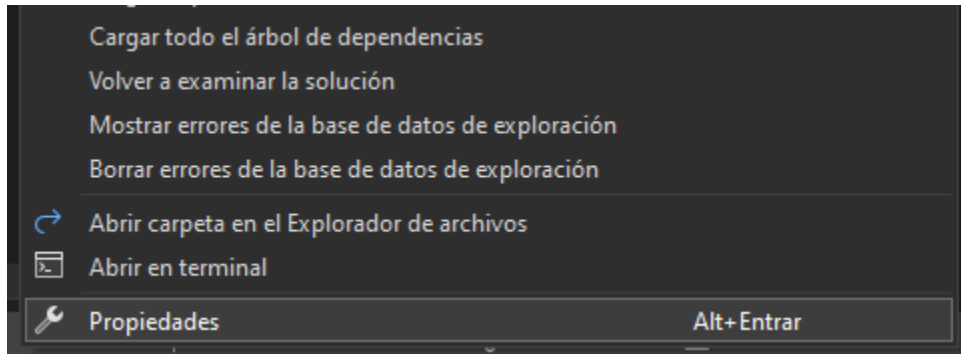 Cargar todo el árbol de dependencias
Volver a examinar la solución
Mostrar errores de la base de datos de exploración
Borrar errores de la base de datos de exploración
Abrir carpeta en el Explorador de archivos
Abrir en terminal
Propiedades Alt+Entrar